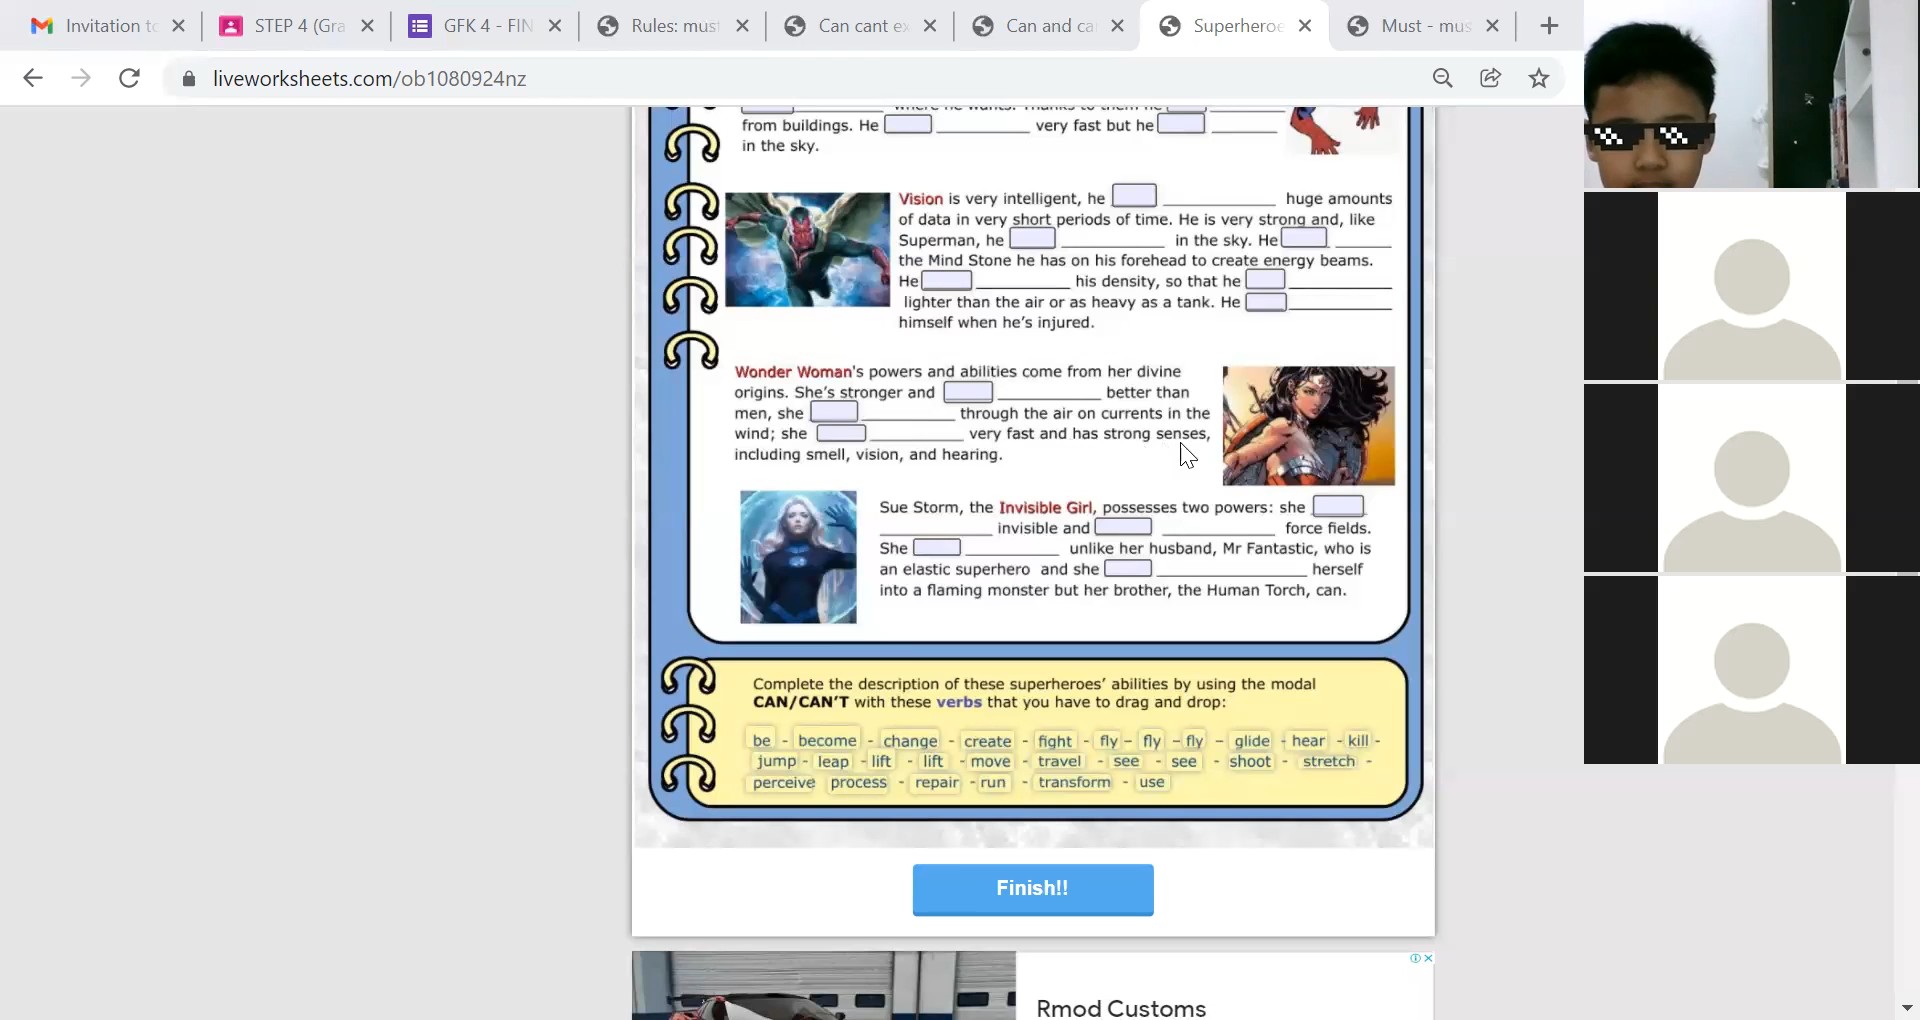 Invitation to
STEP 4 (Gra
GFK 4 - FIN
Rules: must
Can cant ex
Can and ca
Superheroe
Must - mus
liveworksheets.com/ob1080924nz
where he wants. Thanks to them he
from buildings. He very fast but he
in the sky.
Vision is very intelligent, he huge amounts
of data in very short periods of time. He is very strong and, like
Superman, he in the sky. He
the Mind Stone he has on his forehead to create energy beams.
He his density, so that he
lighter than the air or as heavy as a tank. He
himself when he's injured.
Wonder Woman's powers and abilities come from her divine
origins. She's stronger and better than
men, she through the air on currents in the
wind; she very fast and has strong senses,
including smell, vision, and hearing.
Sue Storm, the Invisible Girl, possesses two powers: she
invisible and force fields.
She unlike her husband, Mr Fantastic, who is
an elastic superhero and she herself
into a flaming monster but her brother, the Human Torch, can.
Complete the description of these superheroes' abilities by using the modal
CAN/CAN'T with these verbs that you have to drag and drop:
be - become - change - create - fight - fly - fly - fly - glide - hear - kill -
jump - leap - lift - lift - move - travel - see - see - shoot - stretch -
perceive process - repair - run - transform - use
Finish!!
Rmod Customs